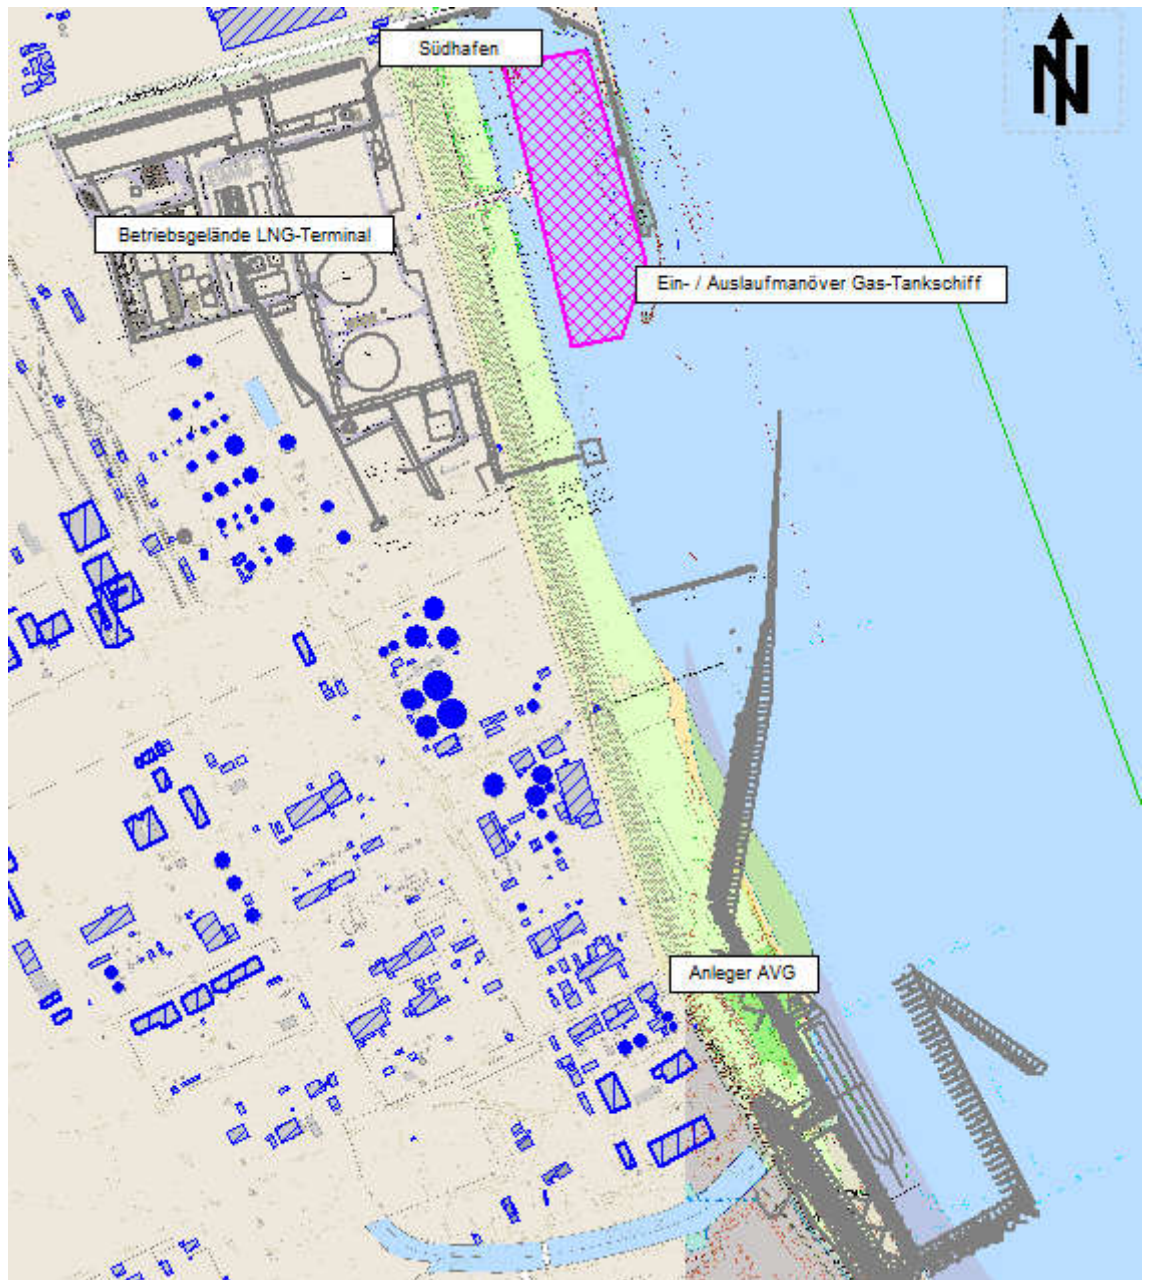 N
Südhafen
Betriebsgelände LNG-Terminal
Ein- / Auslaufmanöver Gas-Tankschiff
Anleger AVG